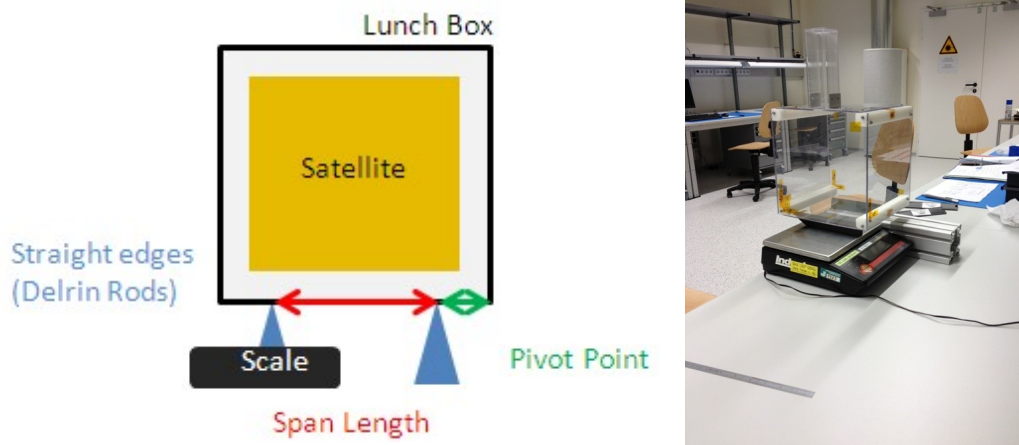 Lunch Box
Satellite
Straight edges
(Delrin Rods)
Scale
Pivot Point
Span Length